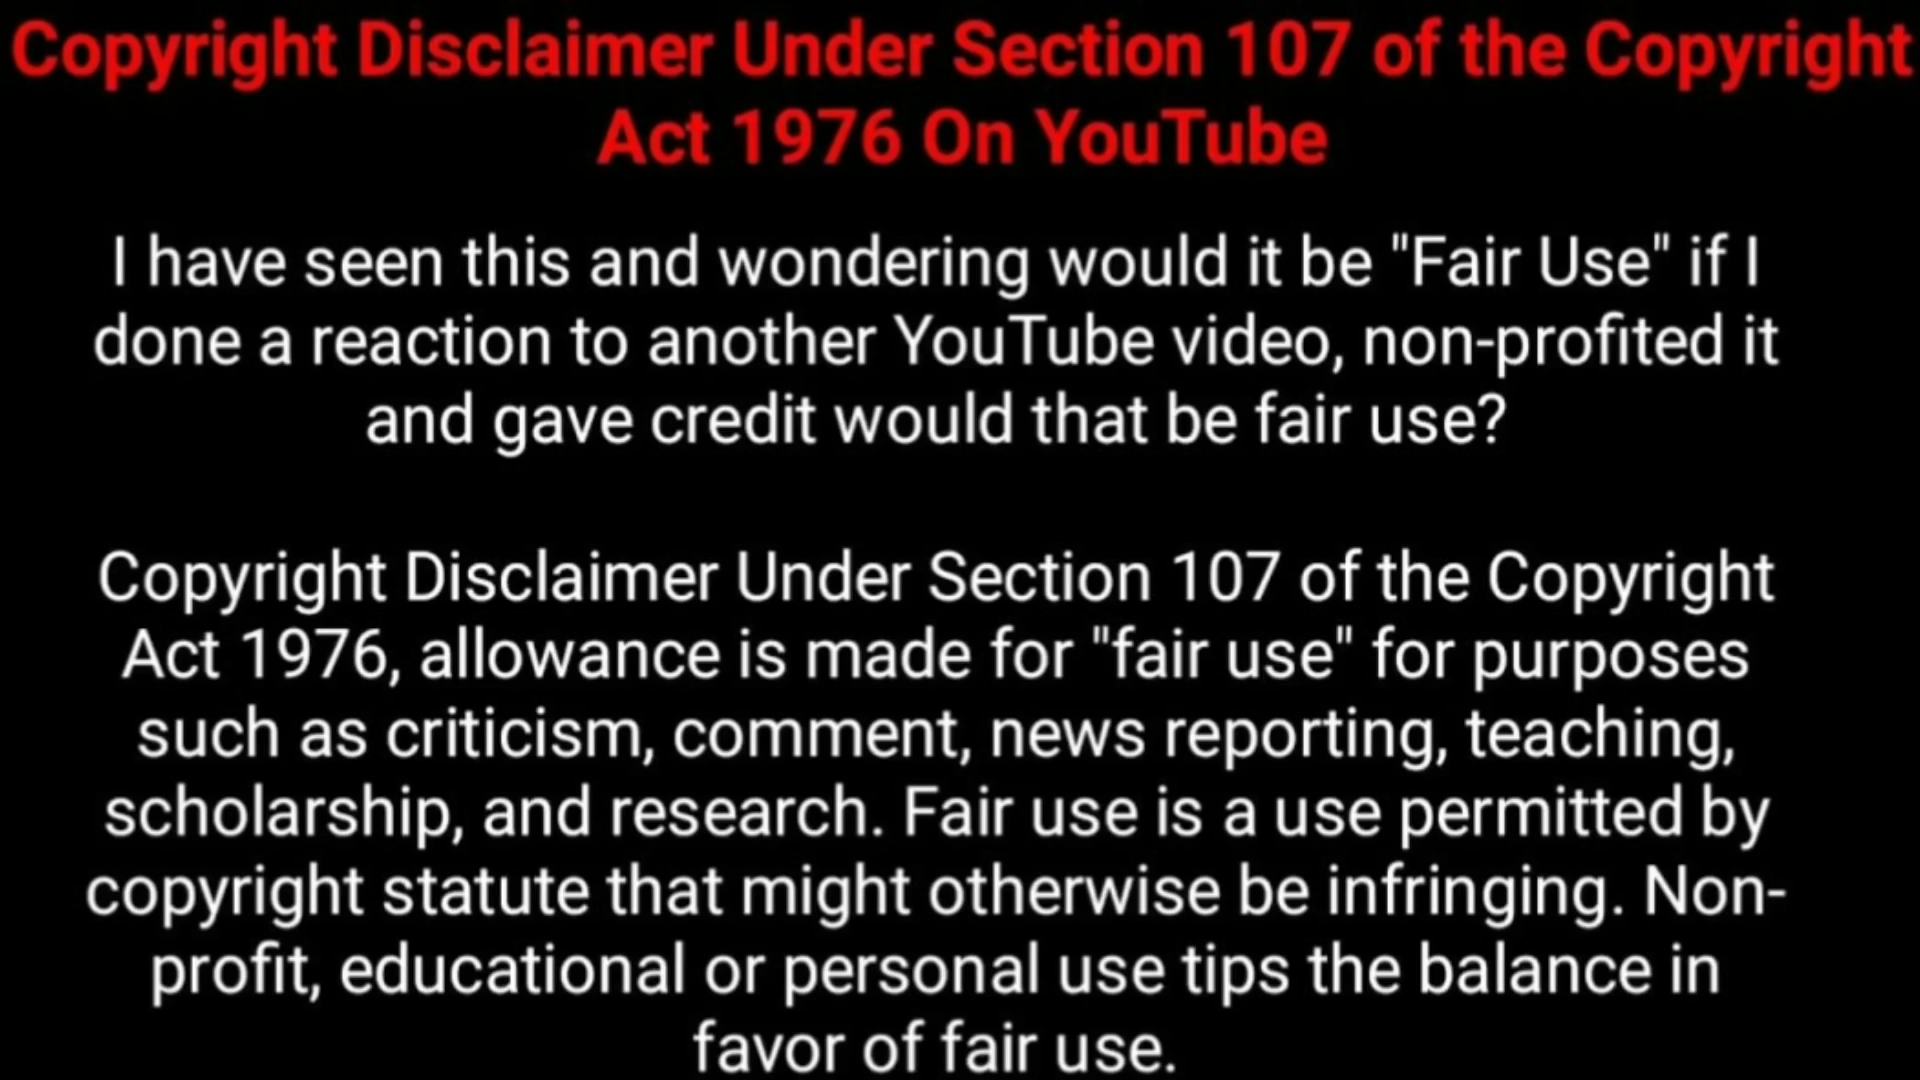 Copyright Disclaimer Under Section 107 of the Copyright
Act 1976 On YouTube
I have seen this and wondering would it be "Fair Use" if I
done a reaction to another YouTube video, non-profited it
and gave credit would that be fair use?
Copyright Disclaimer Under Section 107 of the Copyright
Act 1976, allowance is made for "fair use" for purposes
such as criticism, comment, news reporting, teaching,
scholarship, and research. Fair use is a use permitted by
copyright statute that might otherwise be infringing. Non-
profit, educational or personal use tips the balance in
favor of fair use.